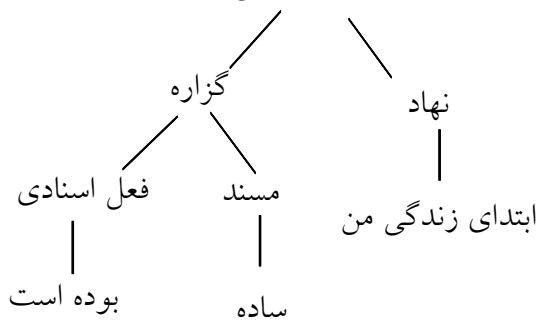 گزاره
نهاد
فعل اسنادی
مسند
ابتدای زندگی من
بوده است
ساده